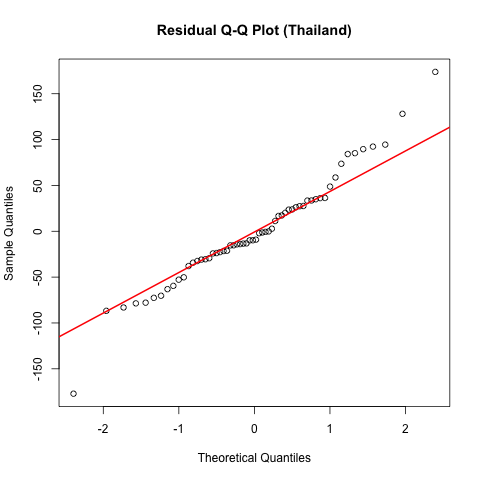 Residual Q-Q Plot (Thailand)
Sample Quantiles
150
100
50
0
-50
-100
-150
-2 -1 0 1 2
Theoretical Quantiles